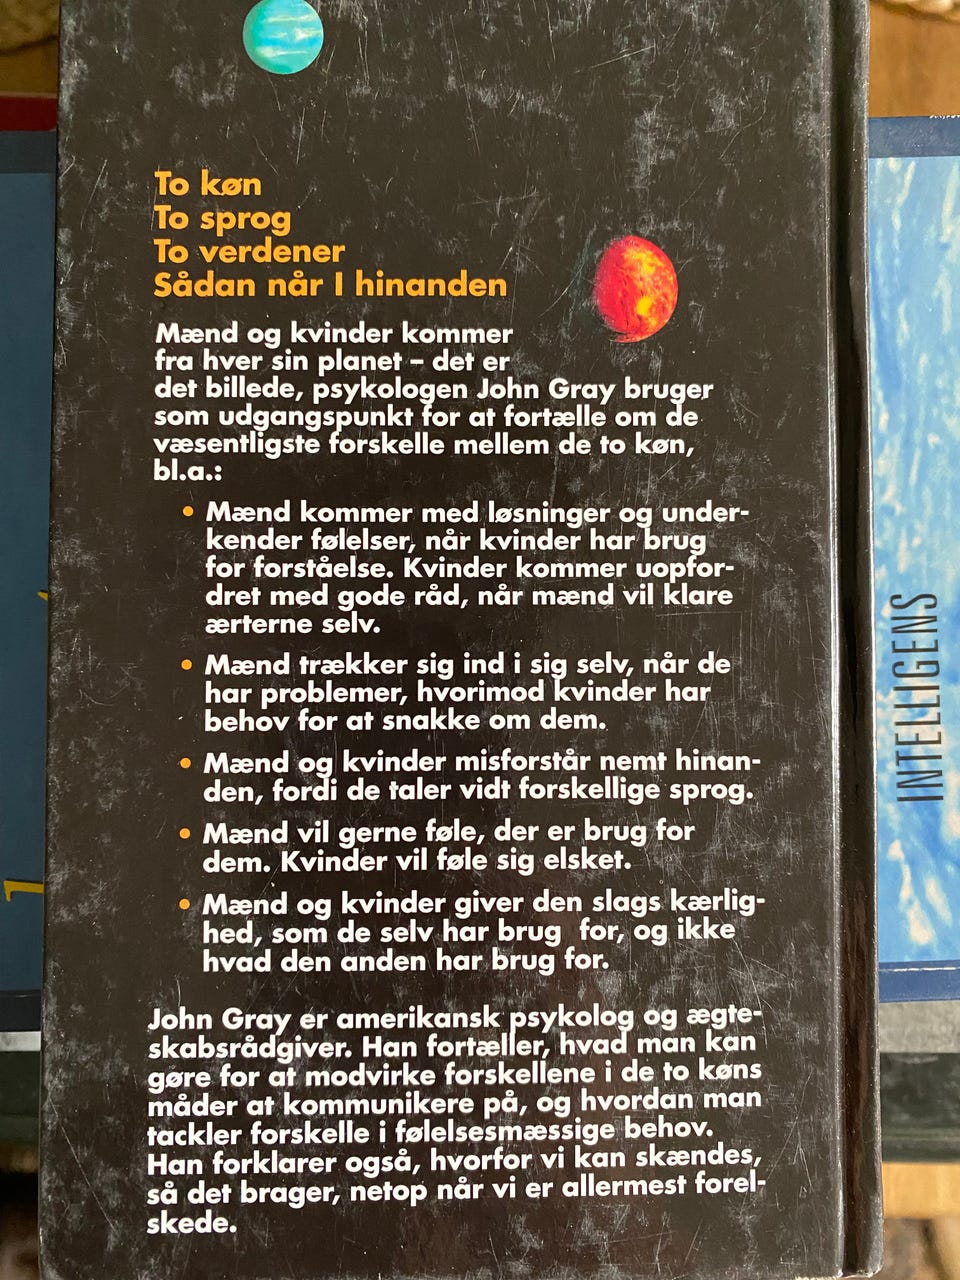 To køn
To sprog
To verdener
Sådan når I hinanden
Mænd og kvinder kommer
fra hver sin planet – det er
det billede, psykologen John Gray bruger
som udgangspunkt for at fortælle om de
væsentligste forskelle mellem de to køn,
bl.a.:
• Mænd kommer med løsninger og under-
kender følelser, når kvinder har brug
for forståelse. Kvinder kommer uopfor-
dret med gode råd, når mænd vil klare
ærterne selv.
• Mænd trækker sig ind i sig selv, når de
har problemer, hvorimod kvinder har
behov for at snakke om dem.
• Mænd og kvinder misforstår nemt hinan-
den, fordi de taler vidt forskellige sprog.
• Mænd vil gerne føle, der er brug for
dem. Kvinder vil føle sig elsket.
• Mænd og kvinder giver den slags kærlig-
hed, som de selv har brug for, og ikke
hvad den anden har brug for.
John Gray er amerikansk psykolog og ægte-
skabsrådgiver. Han fortæller, hvad man kan
gøre for at modvirke forskellene i de to køns
måder at kommunikere på, og hvordan man
tackler forskelle i følelsesmæssige behov.
Han forklarer også, hvorfor vi kan skændes,
så det brager, netop når vi er allermest forel-
skede.
INTELLIGENS